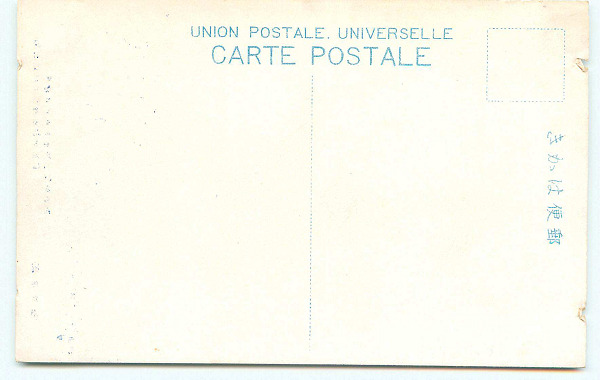 UNION POSTALE. UNIVERSELLE
CARTE POSTALE
郵便はかき